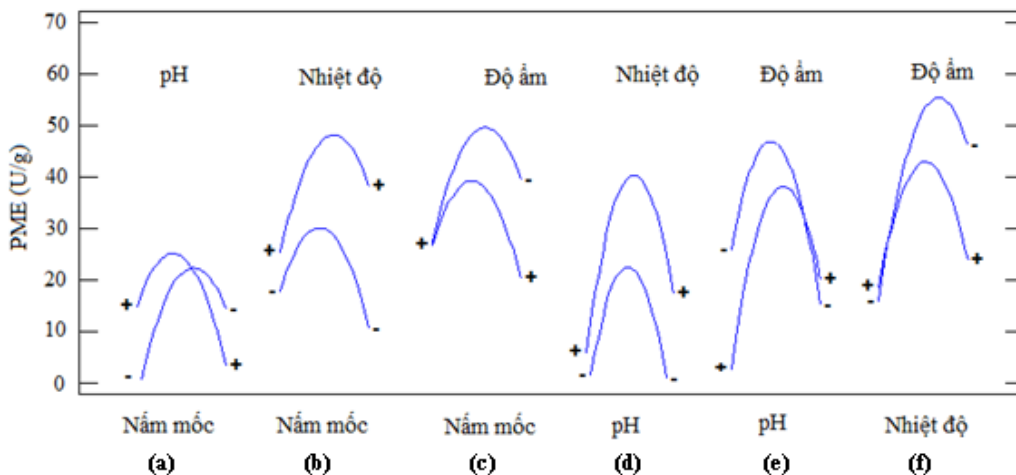 70
60
50
40
30
20
10
0
PME (U/g)
pH Nhiệt độ Độ ẩm Nhiệt độ Độ ẩm Độ ẩm
+ - - +
+ - + -
+ - +
+ - + -
- + + -
+ - - +
Nấm mốc Nấm mốc Nấm mốc pH pH Nhiệt độ
(a) (b) (c) (d) (e) (f)